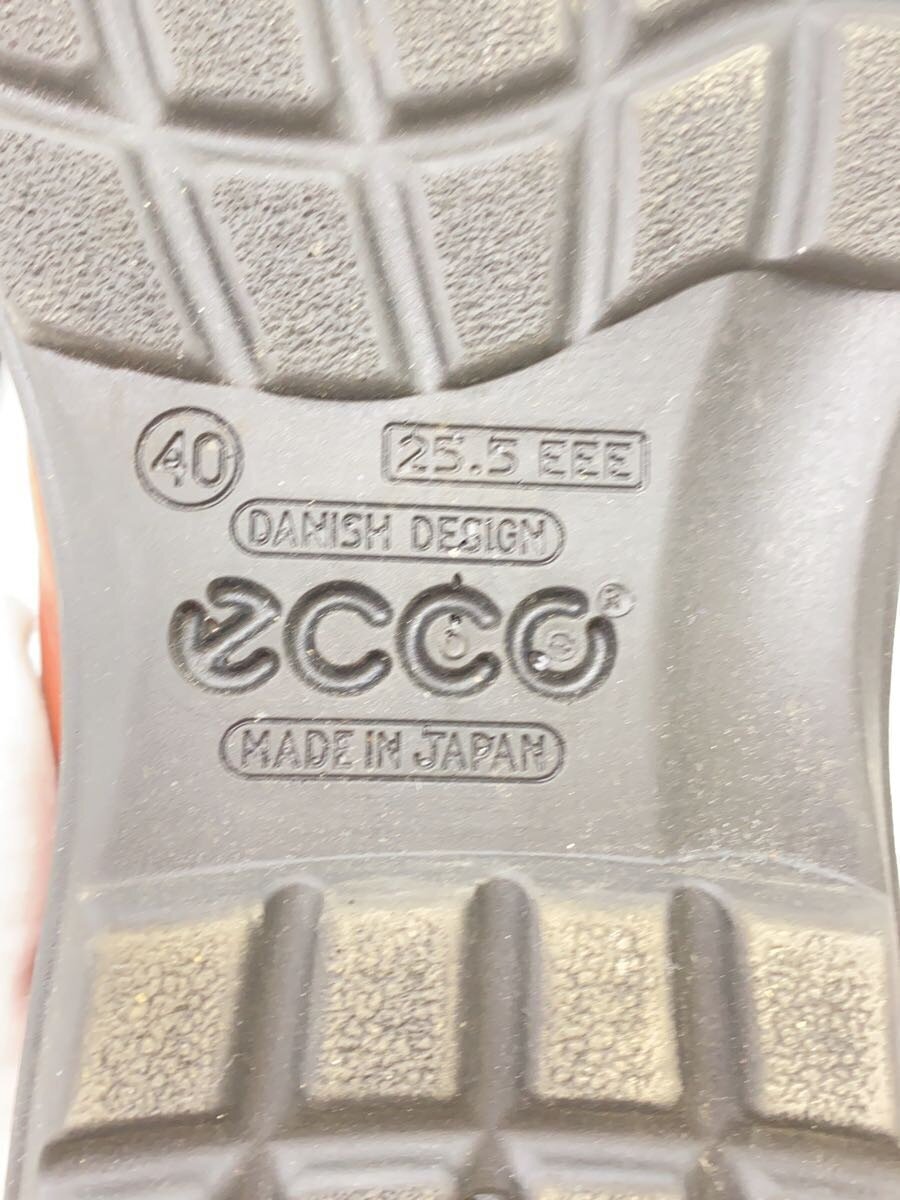 40 25.5 EEE
DANISH DESIGN
ecco®
MADE IN JAPAN